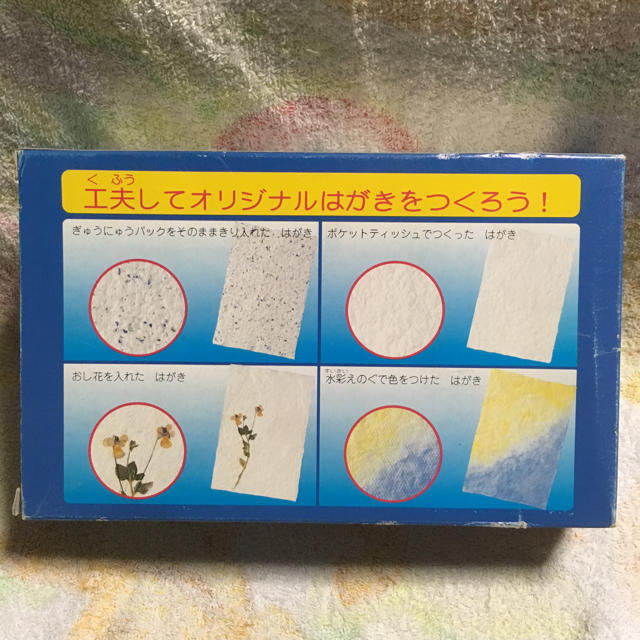 くふう
工夫してオリジナルはがきをつくろう！
ぎゅうにゅうパックをそのままきり入れた はがき
ポケットティッシュでつくった はがき
おし花を入れた はがき
すいさい
水彩えのぐで色をつけた はがき